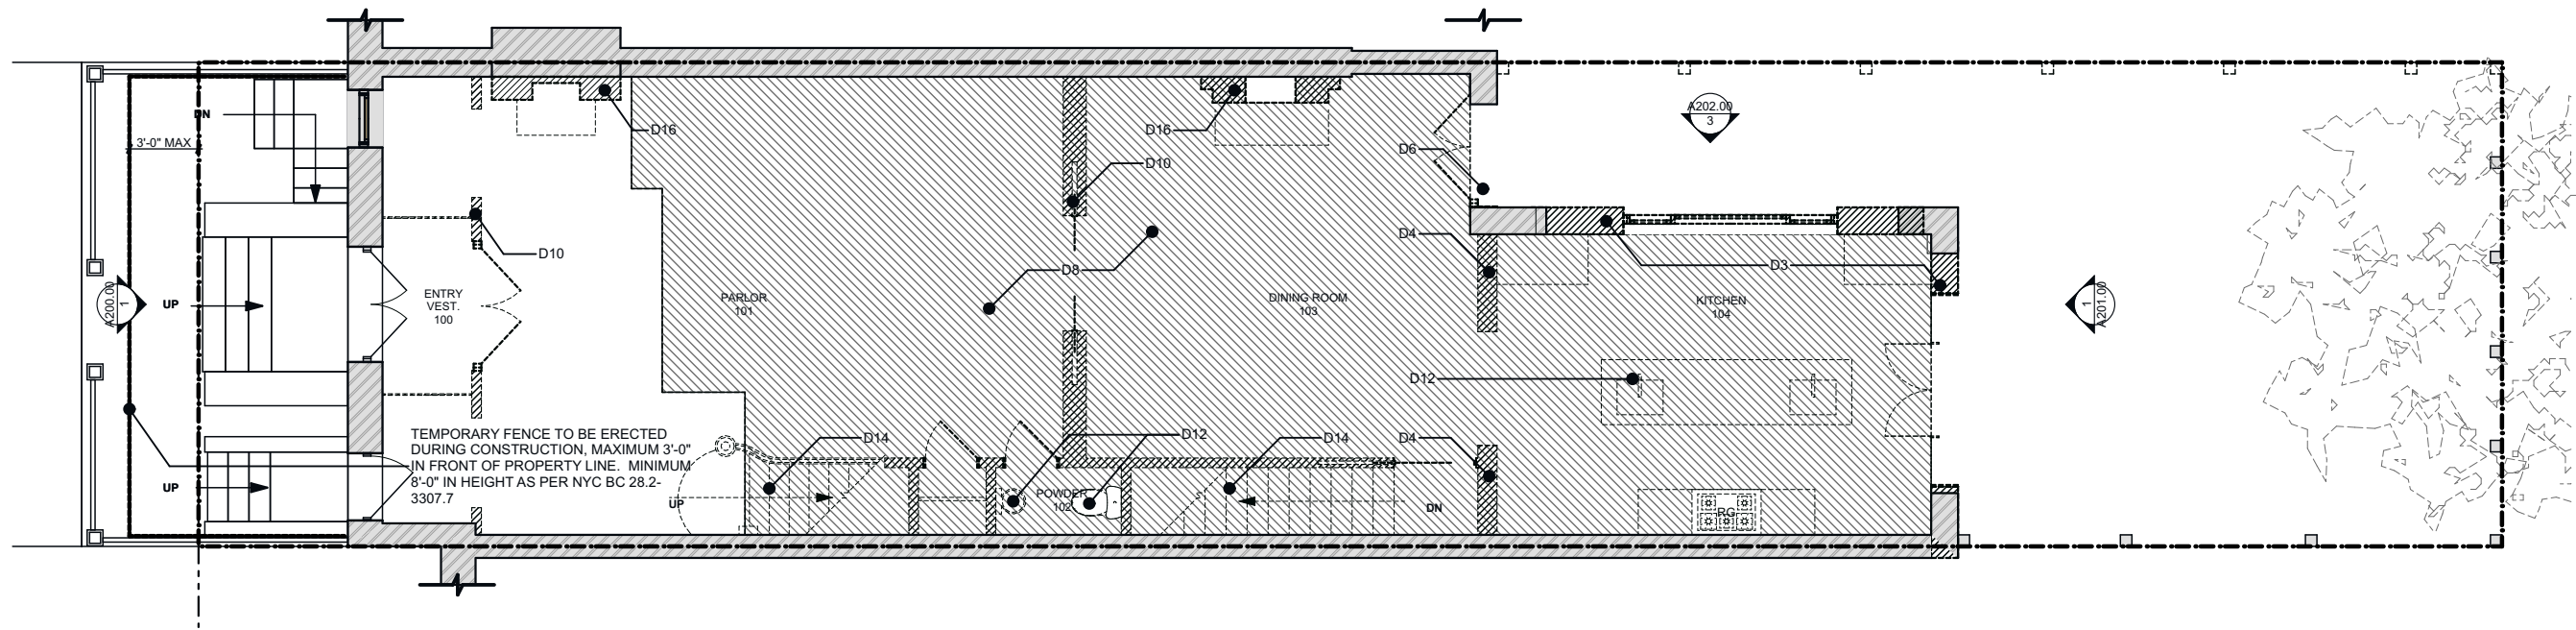 DN
3'-0" MAX
A200.00
1
UP
UP
ENTRY
VEST.
100
D10
D16
TEMPORARY FENCE TO BE ERECTED
DURING CONSTRUCTION, MAXIMUM 3'-0"
IN FRONT OF PROPERTY LINE. MINIMUM
8'-0" IN HEIGHT AS PER NYC BC 28.2-
3307.7
PARLOR
101
UP
D14
D8
D16
D10
D12
POWDER
102
D14
DN
DINING ROOM
103
D6
D4
D4
D12
KITCHEN
104
D3
RG
A202.00
3
1
A201.00